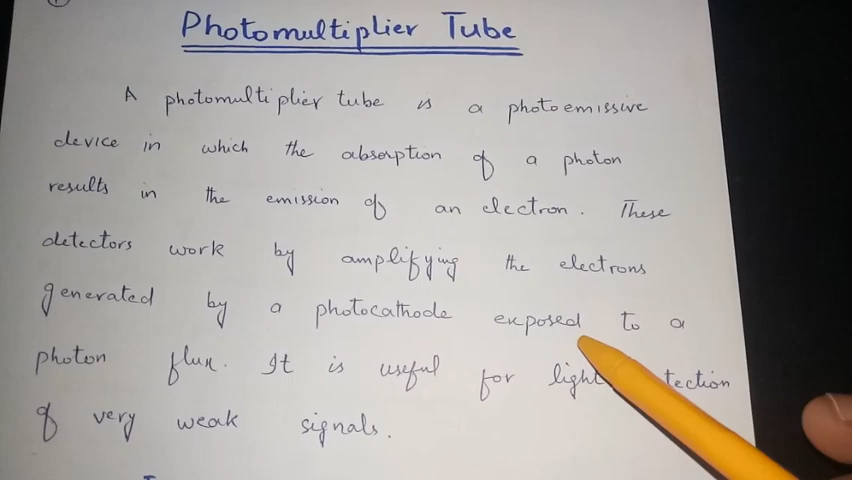 Photomultiplier Tube
A photomultiplier tube is a photoemissive
device in which the absorption of a photon
results in the emission of an electron. These
detectors work by amplifying the electrons
generated by a photocathode exposed to a
photon flux. It is useful for light tection
of very weak signals.